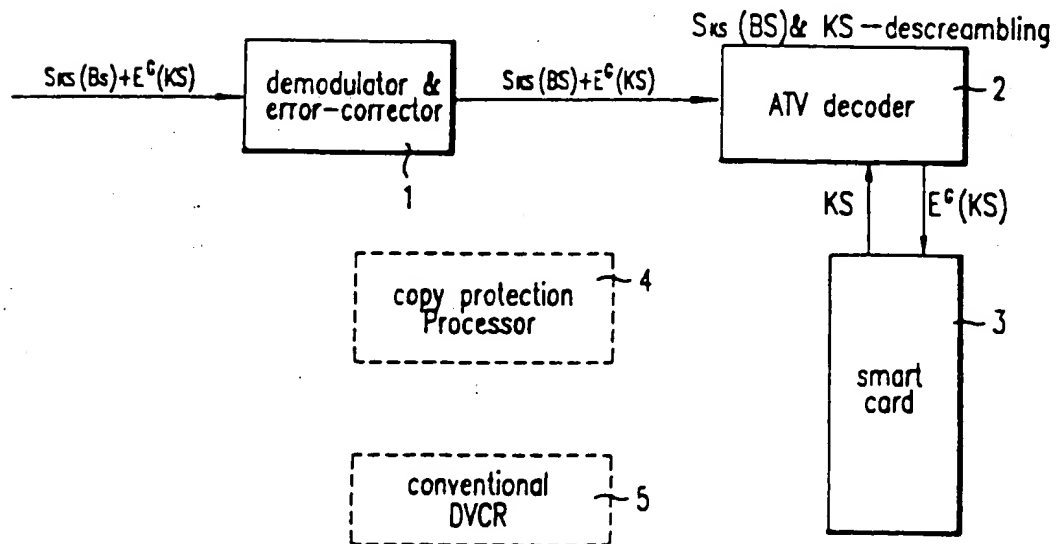 SKS (BS)& KS—descreambling
SKS(Bs)+E^G(KS)
demodulator &
error-corrector
1
SKS(BS)+E^G(KS)
ATV decoder
2
KS
E^G(KS)
copy protection
Processor
4
smart
card
3
conventional
DVCR
5